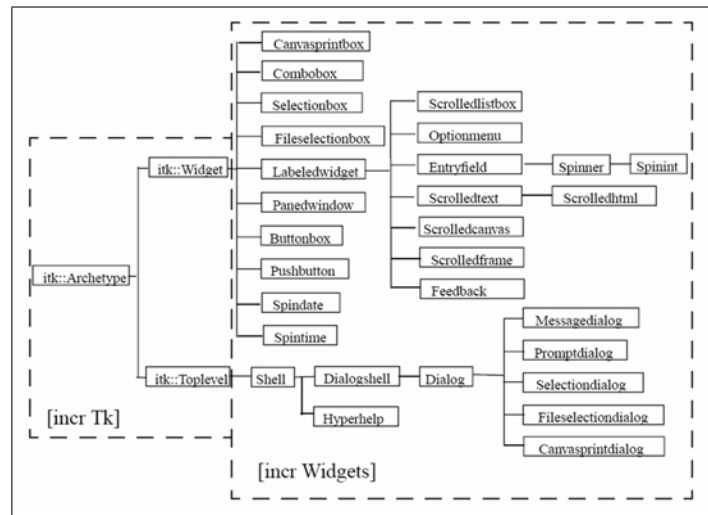 Canvasprintbox
Combobox
Selectionbox
Fileselectionbox
Labeledwidget
Panedwindow
Buttonbox
Pushbutton
Spindate
Spintime
Scrolledlistbox
Optionmenu
Entryfield
Spinner
Spinint
Scrolledtext
Scrolledhtml
Scrolledcanvas
Scrolledframe
Feedback
itk::Widget
itk::Archetype
itk::Toplevel
Shell
Dialogshell
Dialog
Hyperhelp
Messagedialog
Promptdialog
Selectiondialog
Fileselectiondialog
Canvasprintdialog
[incr Tk]
[incr Widgets]